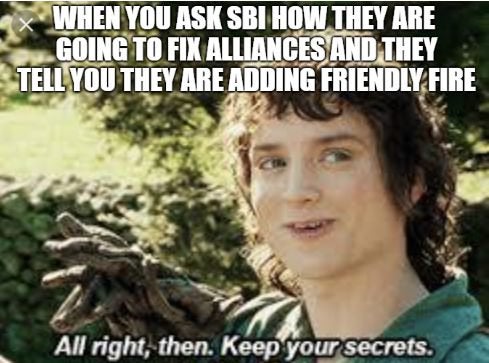 WHEN YOU ASK SBI HOW THEY ARE
GOING TO FIX ALLIANCES AND THEY
TELL YOU THEY ARE ADDING FRIENDLY FIRE
All right, then. Keep your secrets.